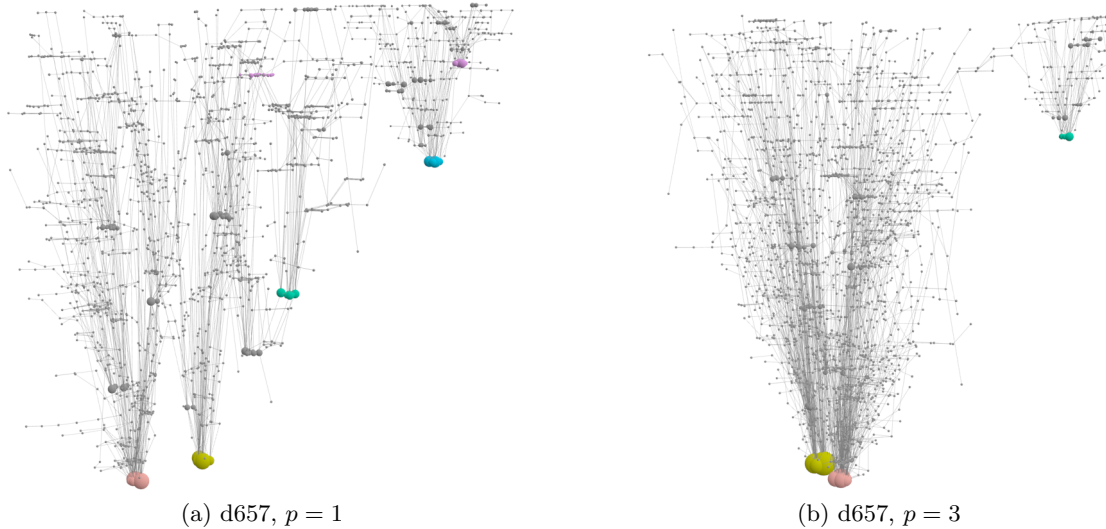 (a) d657, p = 1
(b) d657, p = 3